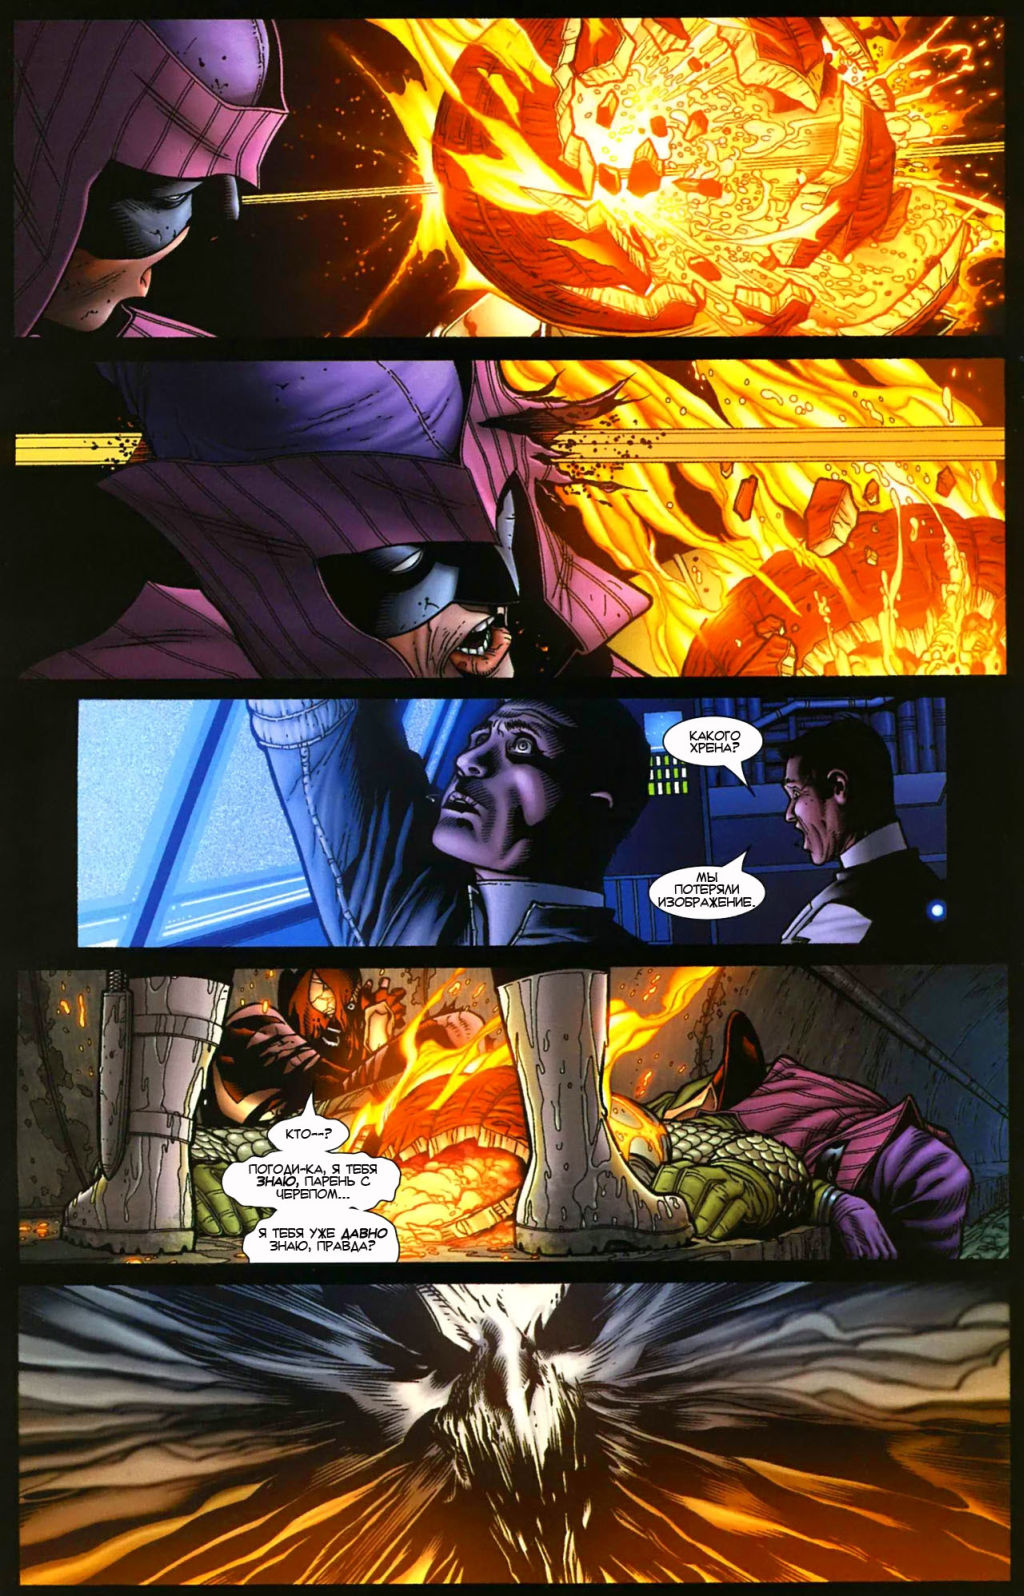 КАКОГО
ХРЕНА?
МЫ
ПОТЕРЯЛИ
ИЗОБРАЖЕНИЕ.
КТО--?
ПОГОДИ-КА, Я ТЕБЯ
ЗНАЮ, ПАРЕНЬ С
ЧЕРЕПОМ...
Я ТЕБЯ УЖЕ ДАВНО
ЗНАЮ, ПРАВДА?